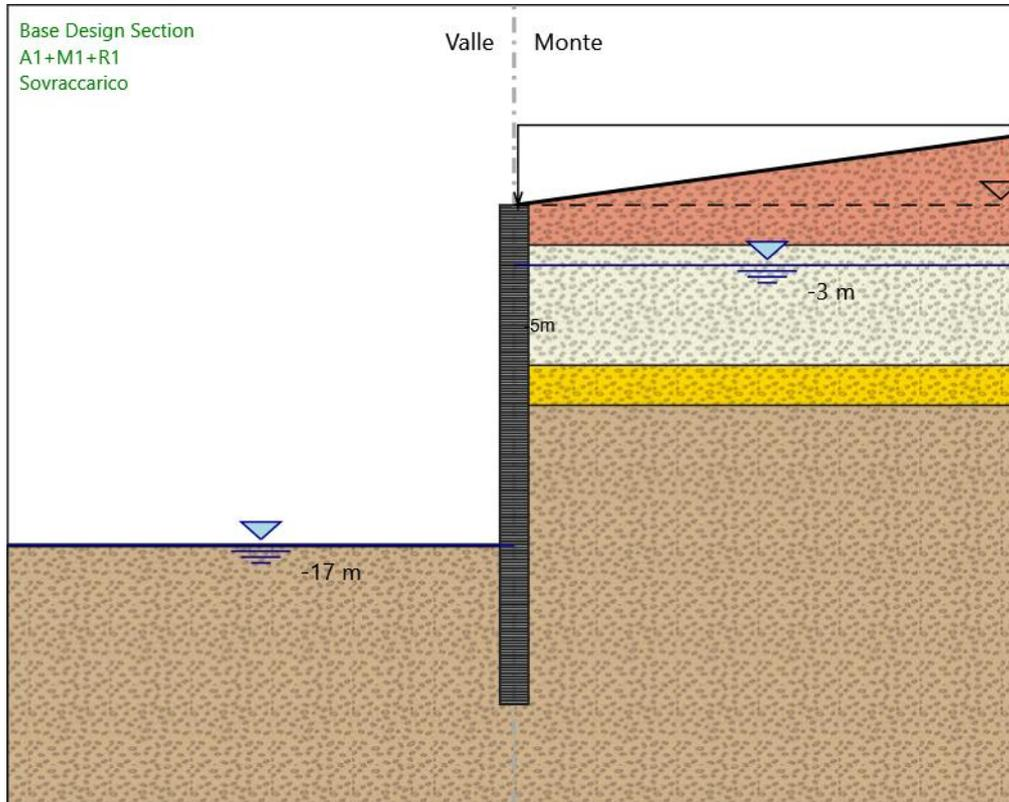 Base Design Section
A1+M1+R1
Sovraccarico
Valle Monte
-3 m
-5m
-17 m